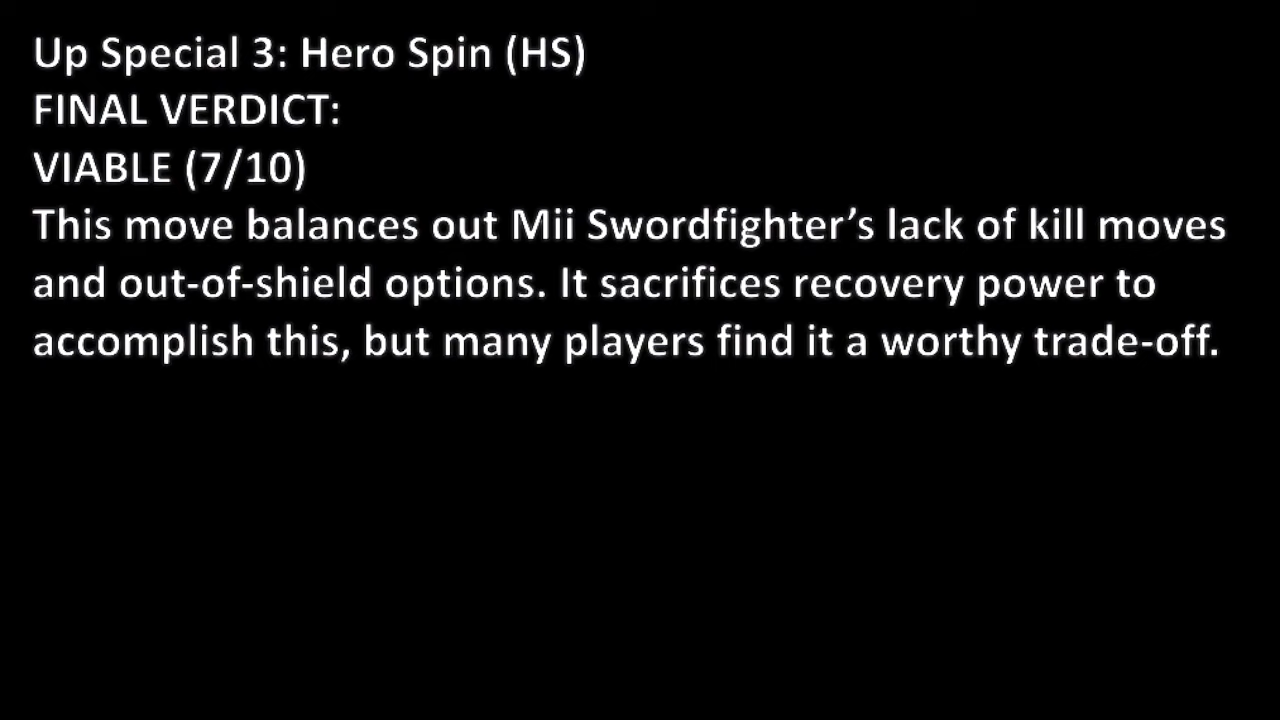 Up Special 3: Hero Spin (HS)
FINAL VERDICT:
VIABLE (7/10)
This move balances out Mii Swordfighter’s lack of kill moves
and out-of-shield options. It sacrifices recovery power to
accomplish this, but many players find it a worthy trade-off.